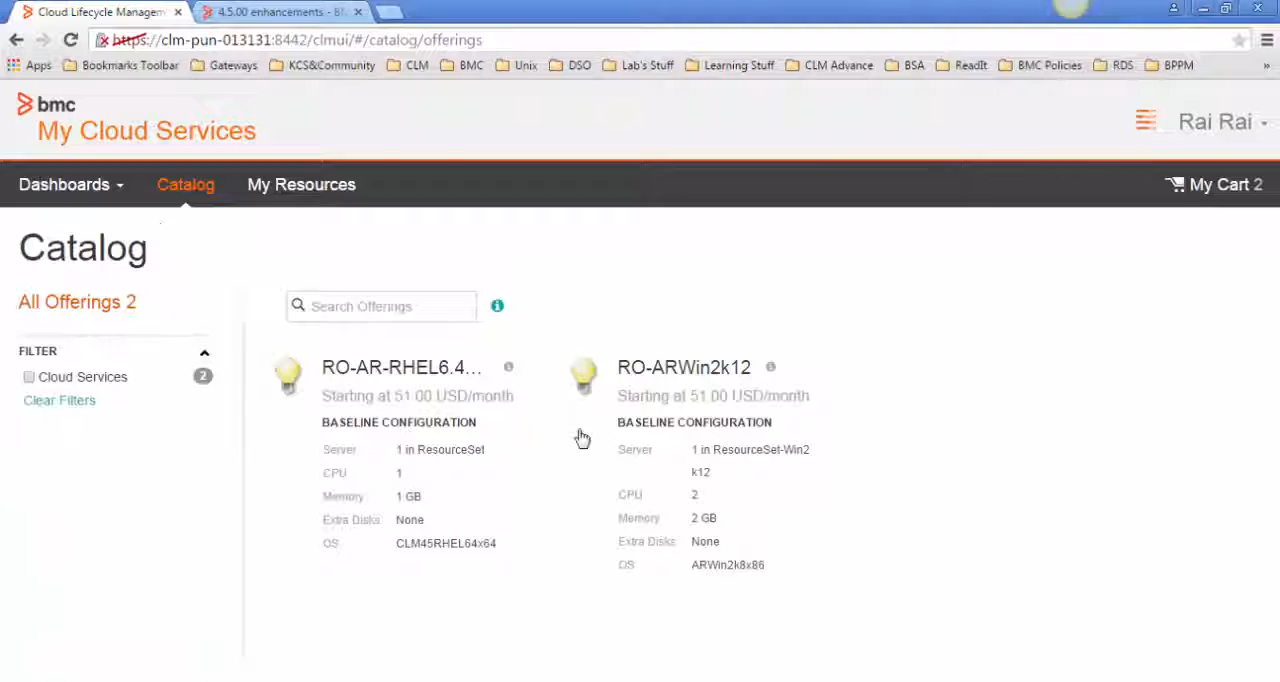 Cloud Lifecycle Managem
4.5.00 enhancements - B
https://clm-pun-013131:8442/clmui/#/catalog/offerings
Apps Bookmarks Toolbar Gateways KCS&Community CLM BMC Unix DSO Lab's Stuff Learning Stuff CLM Advance BSA ReadIt BMC Policies RDS BPPM »
bmc
My Cloud Services
Rai Rai
Dashboards Catalog My Resources My Cart 2
Catalog
All Offerings 2
Search Offerings
FILTER
Cloud Services 2
Clear Filters
RO-AR-RHEL6.4...
Starting at 51.00 USD/month
BASELINE CONFIGURATION
Server 1 in ResourceSet
CPU 1
Memory 1 GB
Extra Disks None
OS CLM45RHEL64x64
RO-ARWin2k12
Starting at 51.00 USD/month
BASELINE CONFIGURATION
Server 1 in ResourceSet-Win2
k12
CPU 2
Memory 2 GB
Extra Disks None
OS ARWin2k8x86